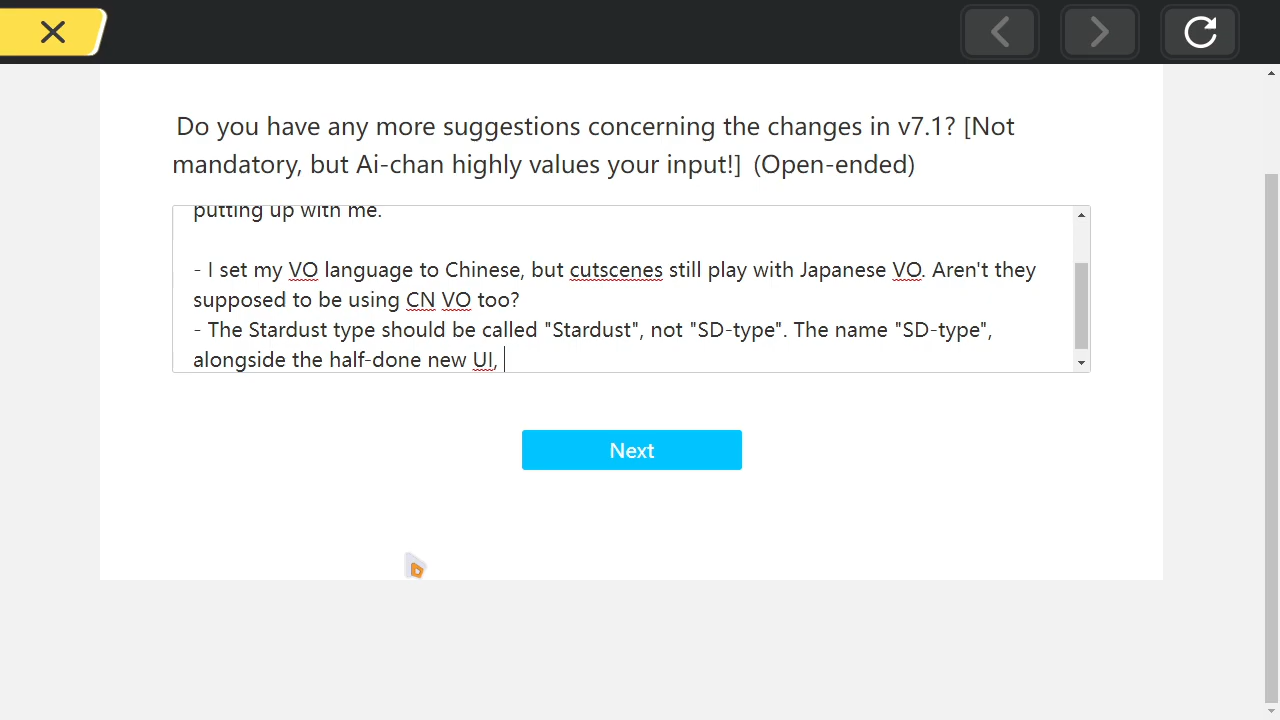 Do you have any more suggestions concerning the changes in v7.1? [Not
mandatory, but Ai-chan highly values your input!] (Open-ended)
putting up with me.
- I set my VO language to Chinese, but cutscenes still play with Japanese VO. Aren't they
supposed to be using CN VO too?
- The Stardust type should be called "Stardust", not "SD-type". The name "SD-type",
alongside the half-done new UI,
Next